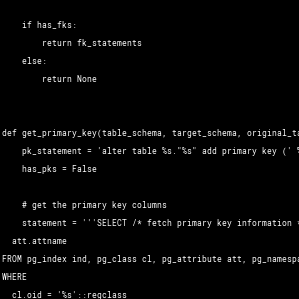 if has_fks:
return fk_statements
else:
return None
def get_primary_key(table_schema, target_schema, original_ta
pk_statement = 'alter table %s."%s" add primary key (' %
has_pks = False
# get the primary key columns
statement = '''SELECT /* fetch primary key information *
att.attname
FROM pg_index ind, pg_class cl, pg_attribute att, pg_namespa
WHERE
cl.oid = '%s'::regclass